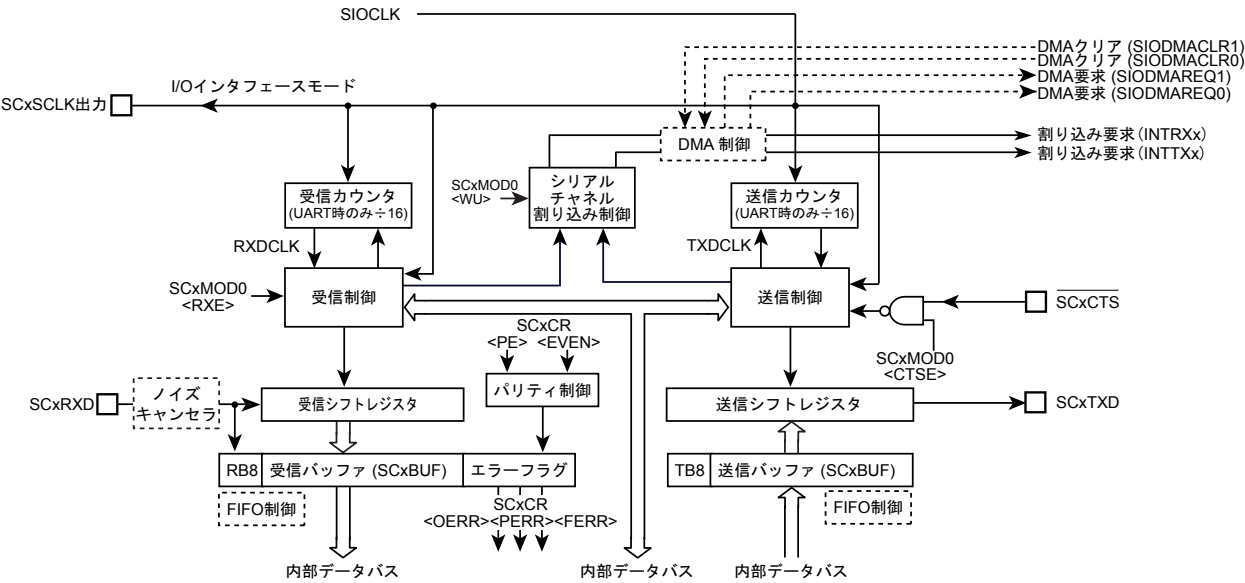 SIOCLK
DMAクリア (SIODMACLR1)
DMAクリア (SIODMACLR0)
DMA要求 (SIODMAREQ1)
DMA要求 (SIODMAREQ0)
I/Oインタフェースモード
SCxSCLK出力
DMA 制御
割り込み要求(INTRXx)
割り込み要求(INTTXx)
受信カウンタ
(UART時のみ÷16)
SCxMOD0
<WU>
シリアル
チャネル
割り込み制御
送信カウンタ
(UART時のみ÷16)
RXDCLK
TXDCLK
SCxMOD0
<RXE>
受信制御
送信制御
SCxCTS
SCxCR
<PE> <EVEN>
SCxMOD0
<CTSE>
SCxRXD
ノイズ
キャンセラ
受信シフトレジスタ
パリティ制御
送信シフトレジスタ
SCxTXD
RB8
受信バッファ (SCxBUF)
エラーフラグ
TB8
送信バッファ (SCxBUF)
FIFO制御
SCxCR
<OERR><PERR><FERR>
FIFO制御
内部データバス
内部データバス
内部データバス